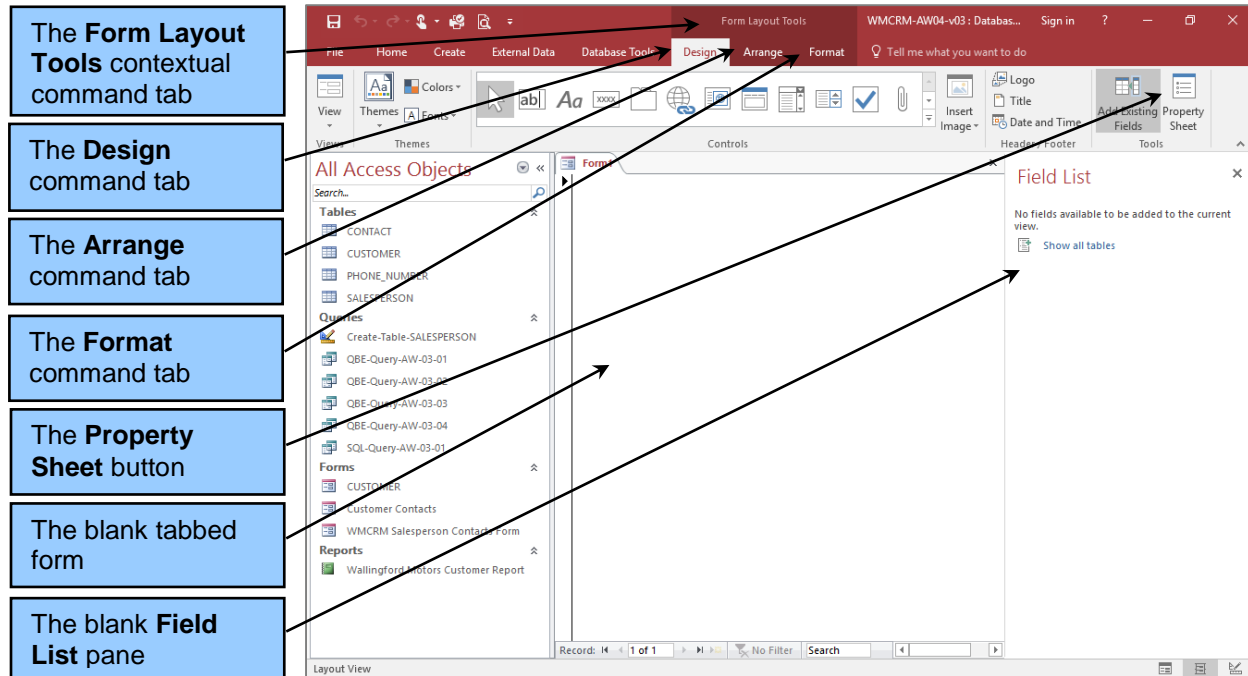 The Form Layout
Tools contextual
command tab
The Design
command tab
The Arrange
command tab
The Format
command tab
The Property
Sheet button
The blank tabbed
form
The blank Field
List pane
Form Layout Tools
WMCRM-AW04-v03 : Databas...
Sign in
?
File Home Create External Data Database Tools Design Arrange Format Tell me what you want to do
View
Views
Aa
Themes
Colors
A Fonts
Themes
ab| Aa xxxx
Insert
Image
Controls
Logo
Title
Date and Time
Header / Footer
Add Existing
Fields
Property
Sheet
Tools
All Access Objects
Search...
Tables
CONTACT
CUSTOMER
PHONE_NUMBER
SALESPERSON
Queries
Create-Table-SALESPERSON
QBE-Query-AW-03-01
QBE-Query-AW-03-02
QBE-Query-AW-03-03
QBE-Query-AW-03-04
SQL-Query-AW-03-01
Forms
CUSTOMER
Customer Contacts
WMCRM Salesperson Contacts Form
Reports
Wallingford Motors Customer Report
Form1
Field List
No fields available to be added to the current
view.
Show all tables
Record: 1 of 1 No Filter Search
Layout View